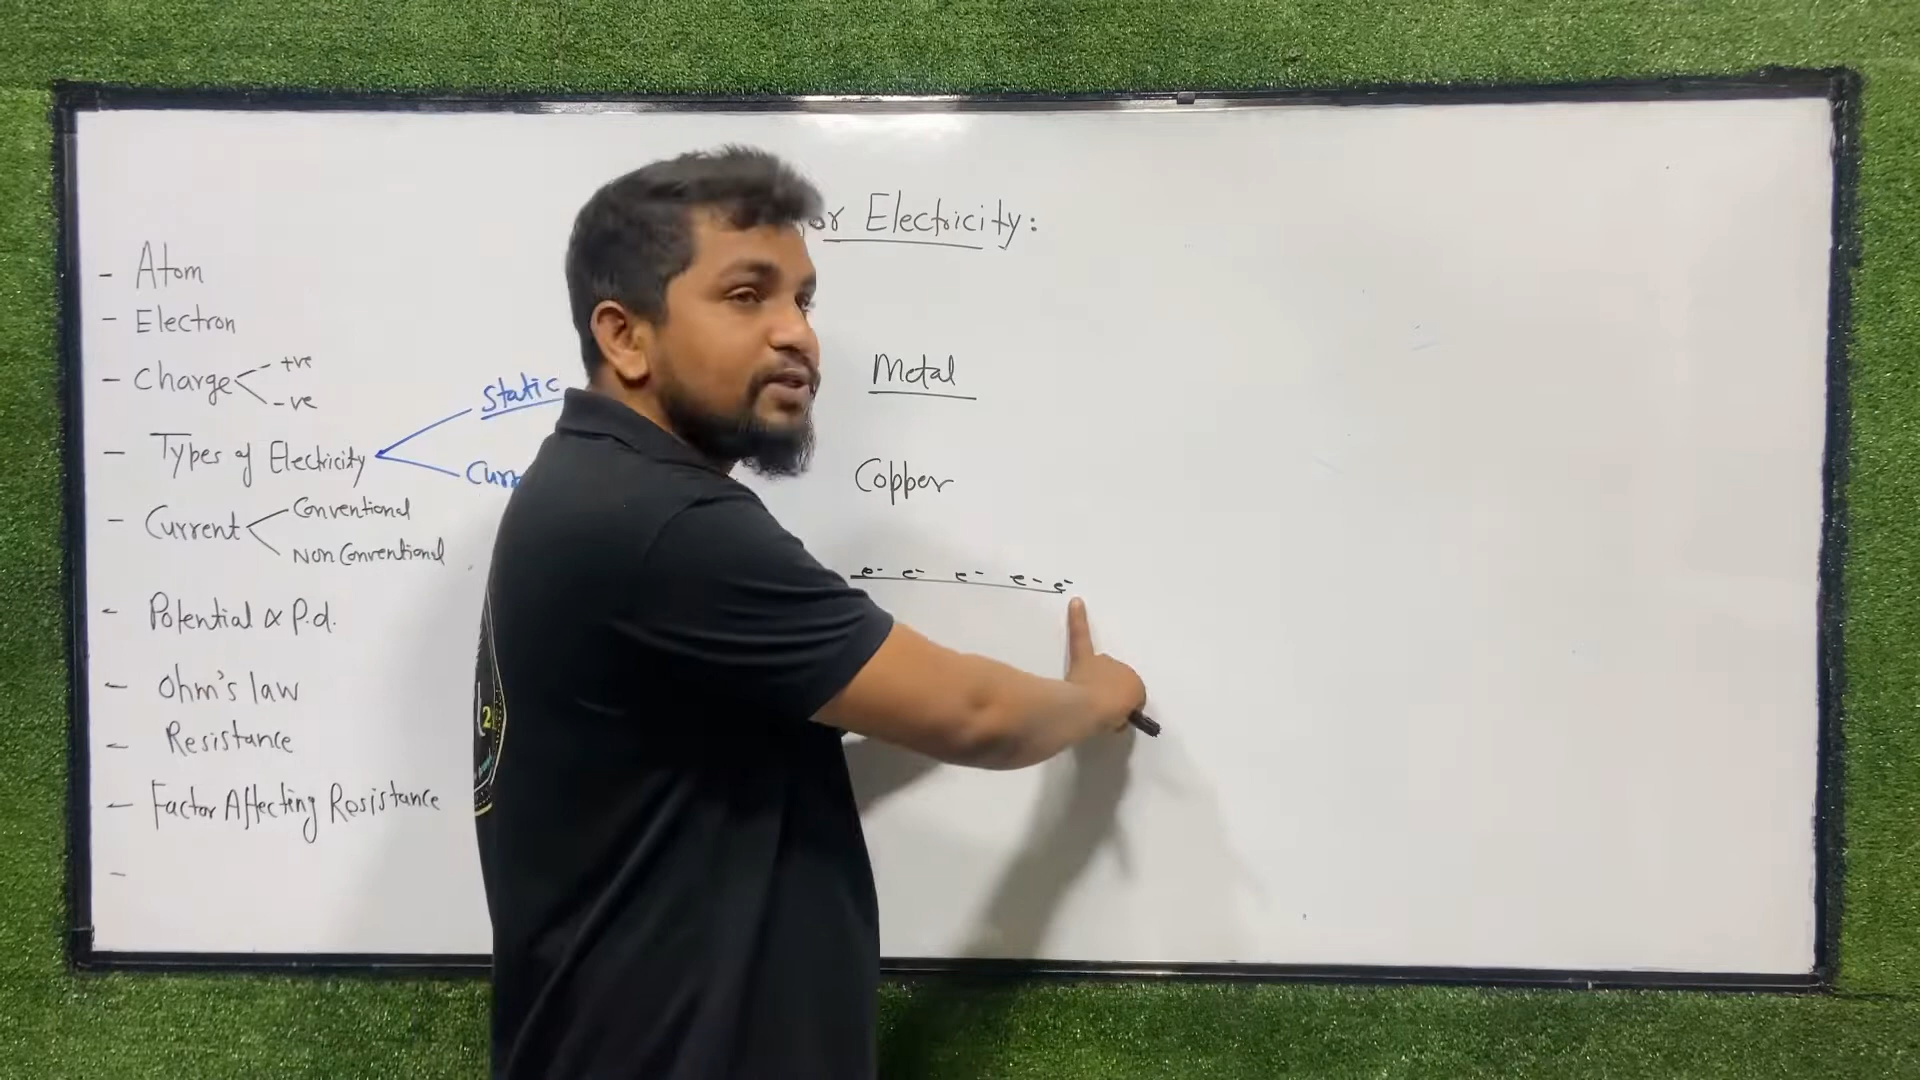 or Electricity:
- Atom
- Electron
- Charge +ve
-ve
- Types of Electricity Static
Curr
- Current Conventional
Non Conventional
- Potential & P.d.
- Ohm's law
- Resistance
- Factor Affecting Resistance
-
Metal
Copper
e- e- e- e- e-
2